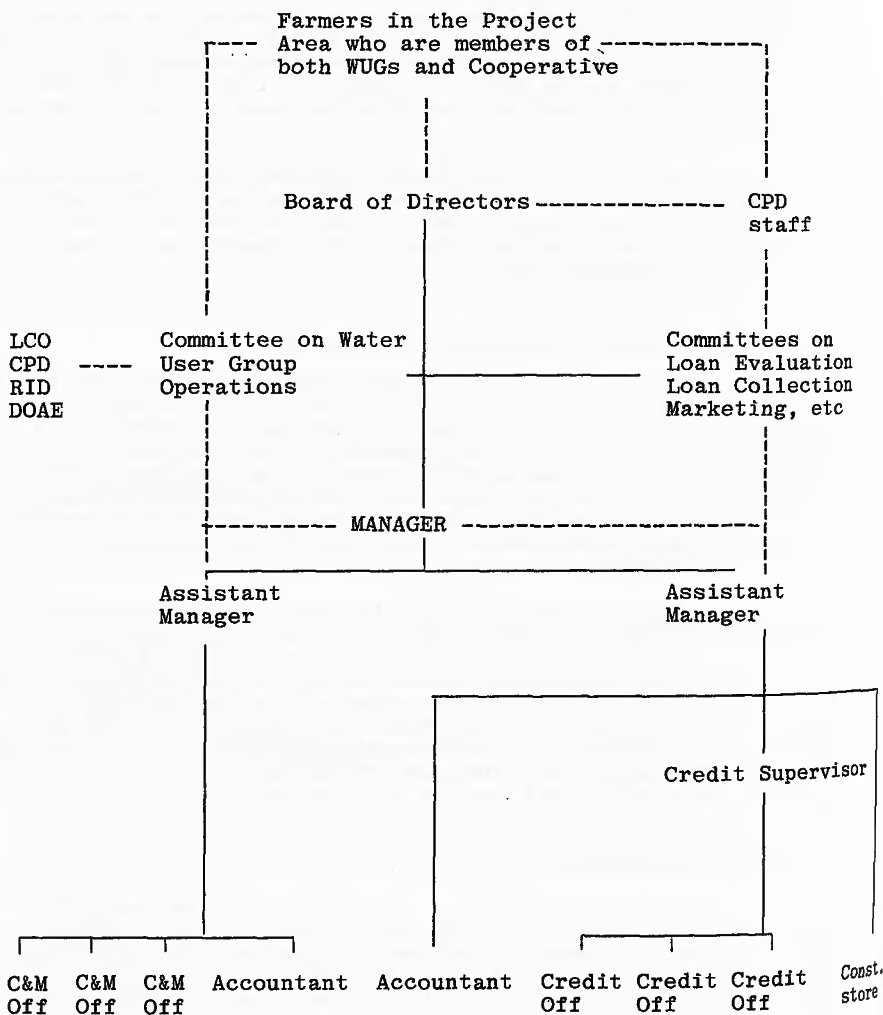 Farmers in the Project
Area who are members of
both WUGs and Cooperative
Board of Directors
CPD
staff
LCO
CPD
RID
DOAE
Committee on Water
User Group
Operations
Committees on
Loan Evaluation
Loan Collection
Marketing, etc
MANAGER
Assistant
Manager
Assistant
Manager
Credit Supervisor
C&M
Off
C&M
Off
C&M
Off
Accountant
Accountant
Credit
Off
Credit
Off
Credit
Off
Const.
store